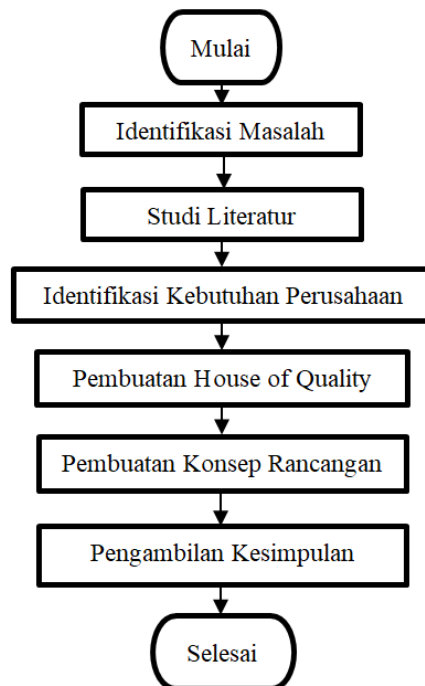 Mulai
Identifikasi Masalah
Studi Literatur
Identifikasi Kebutuhan Perusahaan
Pembuatan House of Quality
Pembuatan Konsep Rancangan
Pengambilan Kesimpulan
Selesai